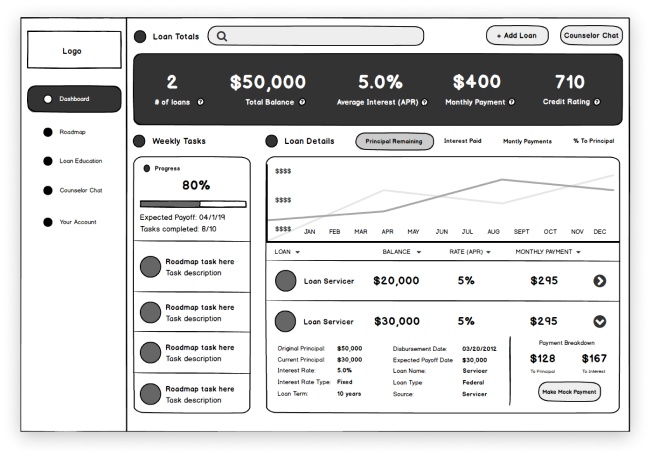 Logo
Dashboard
Roadmap
Loan Education
Counselor Chat
Your Account
Loan Totals
+ Add Loan
Counselor Chat
2
# of loans ?
$50,000
Total Balance ?
5.0%
Average Interest (APR) ?
$400
Monthly Payment ?
710
Credit Rating ?
Weekly Tasks
Progress
80%
Expected Payoff: 04/1/19
Tasks completed: 8/10
Roadmap task here
Task description
Roadmap task here
Task description
Roadmap task here
Task description
Roadmap task here
Task description
Loan Details
Principal Remaining
Interest Paid
Montly Payments
% To Principal
$$$$
$$$$
$$$$
JAN FEB MAR APR MAY JUN JUL AUG SEPT OCT NOV DEC
LOAN BALANCE RATE (APR) MONTHLY PAYMENT
Loan Servicer $20,000 5% $295
Loan Servicer $30,000 5% $295
Original Principal: $50,000
Current Principal: $30,000
Interest Rate: 5.0%
Interest Rate Type: Fixed
Loan Term: 10 years
Disbursement Date: 03/20/2012
Expected Payoff Date $30,000
Loan Name: Servicer
Loan Type Federal
Source: Servicer
Payment Breakdown
$128 $167
To Principal To Interest
Make Mock Payment